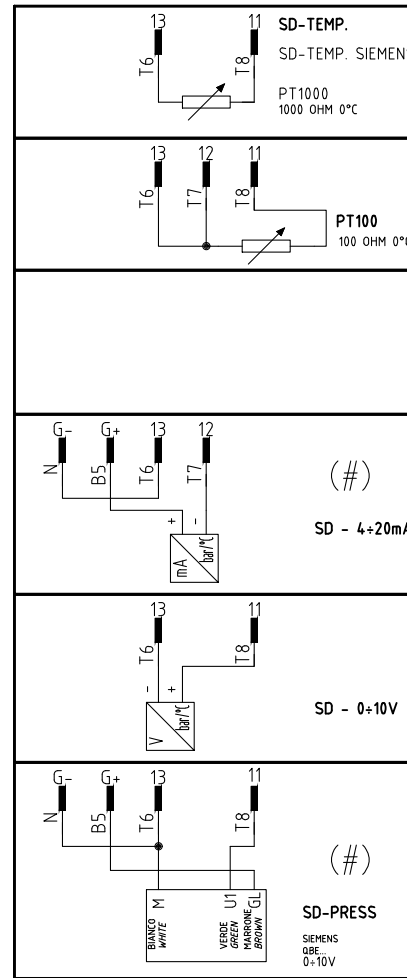 13 11 SD-TEMP.
T6 T8 SD-TEMP. SIEMEN
PT1000
1000 OHM 0°C
13 12 11
T6 T7 T8
PT100
100 OHM 0°C
G- G+ 13 12
N B5 T6 T7
(#)
+ -
mA bar/°C
SD - 4÷20mA
13 11
T6 T8
- +
V bar/°C
SD - 0÷10V
G- G+ 13 11
N B5 T6 T8
(#)
M U1 GL
BIANCO VERDE MARRONE
WHITE GREEN BROWN
SD-PRESS
SIEMENS
QBE...
0÷10V